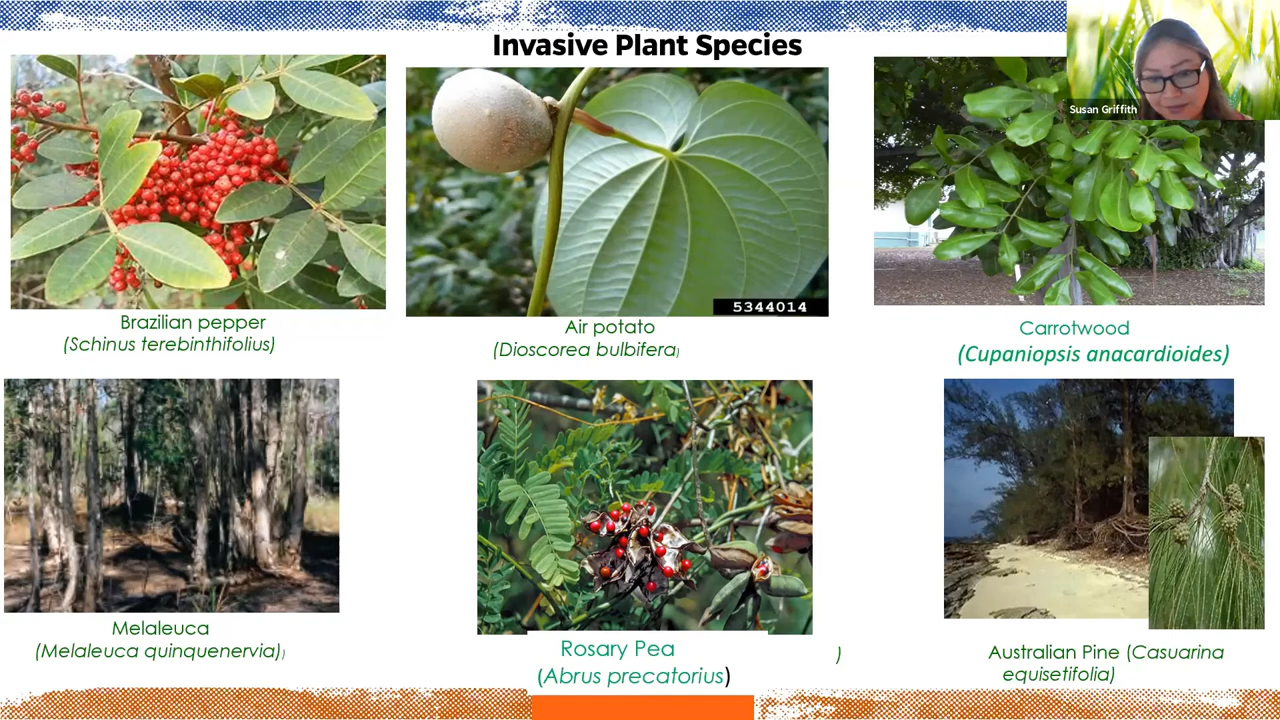 Invasive Plant Species
Susan Griffith
5344014
Brazilian pepper
(Schinus terebinthifolius)
Air potato
(Dioscorea bulbifera)
Carrotwood
(Cupaniopsis anacardioides)
Melaleuca
(Melaleuca quinquenervia))
Rosary Pea
(Abrus precatorius)
)
Australian Pine (Casuarina
equisetifolia)